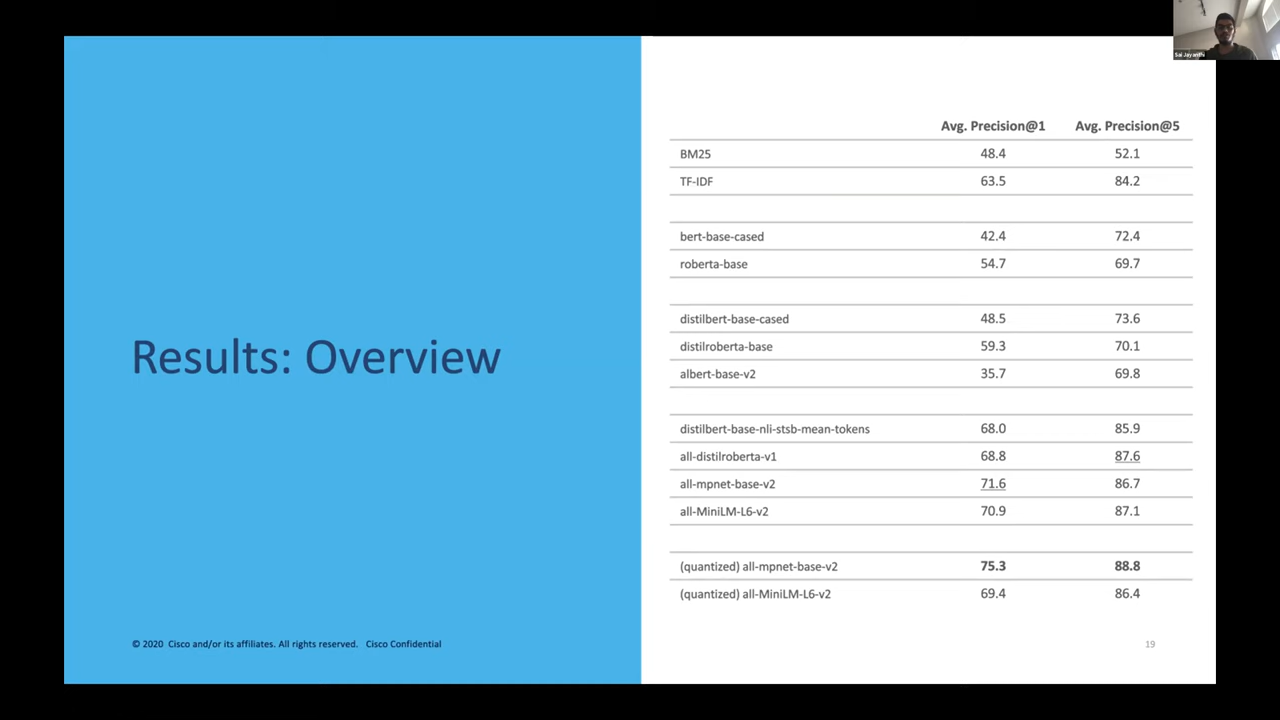 Sai Jayanthi
Results: Overview
© 2020 Cisco and/or its affiliates. All rights reserved. Cisco Confidential
Avg. Precision@1 Avg. Precision@5
BM25 48.4 52.1
TF-IDF 63.5 84.2
bert-base-cased 42.4 72.4
roberta-base 54.7 69.7
distilbert-base-cased 48.5 73.6
distilroberta-base 59.3 70.1
albert-base-v2 35.7 69.8
distilbert-base-nli-stsb-mean-tokens 68.0 85.9
all-distilroberta-v1 68.8 87.6
all-mpnet-base-v2 71.6 86.7
all-MiniLM-L6-v2 70.9 87.1
(quantized) all-mpnet-base-v2 75.3 88.8
(quantized) all-MiniLM-L6-v2 69.4 86.4
19